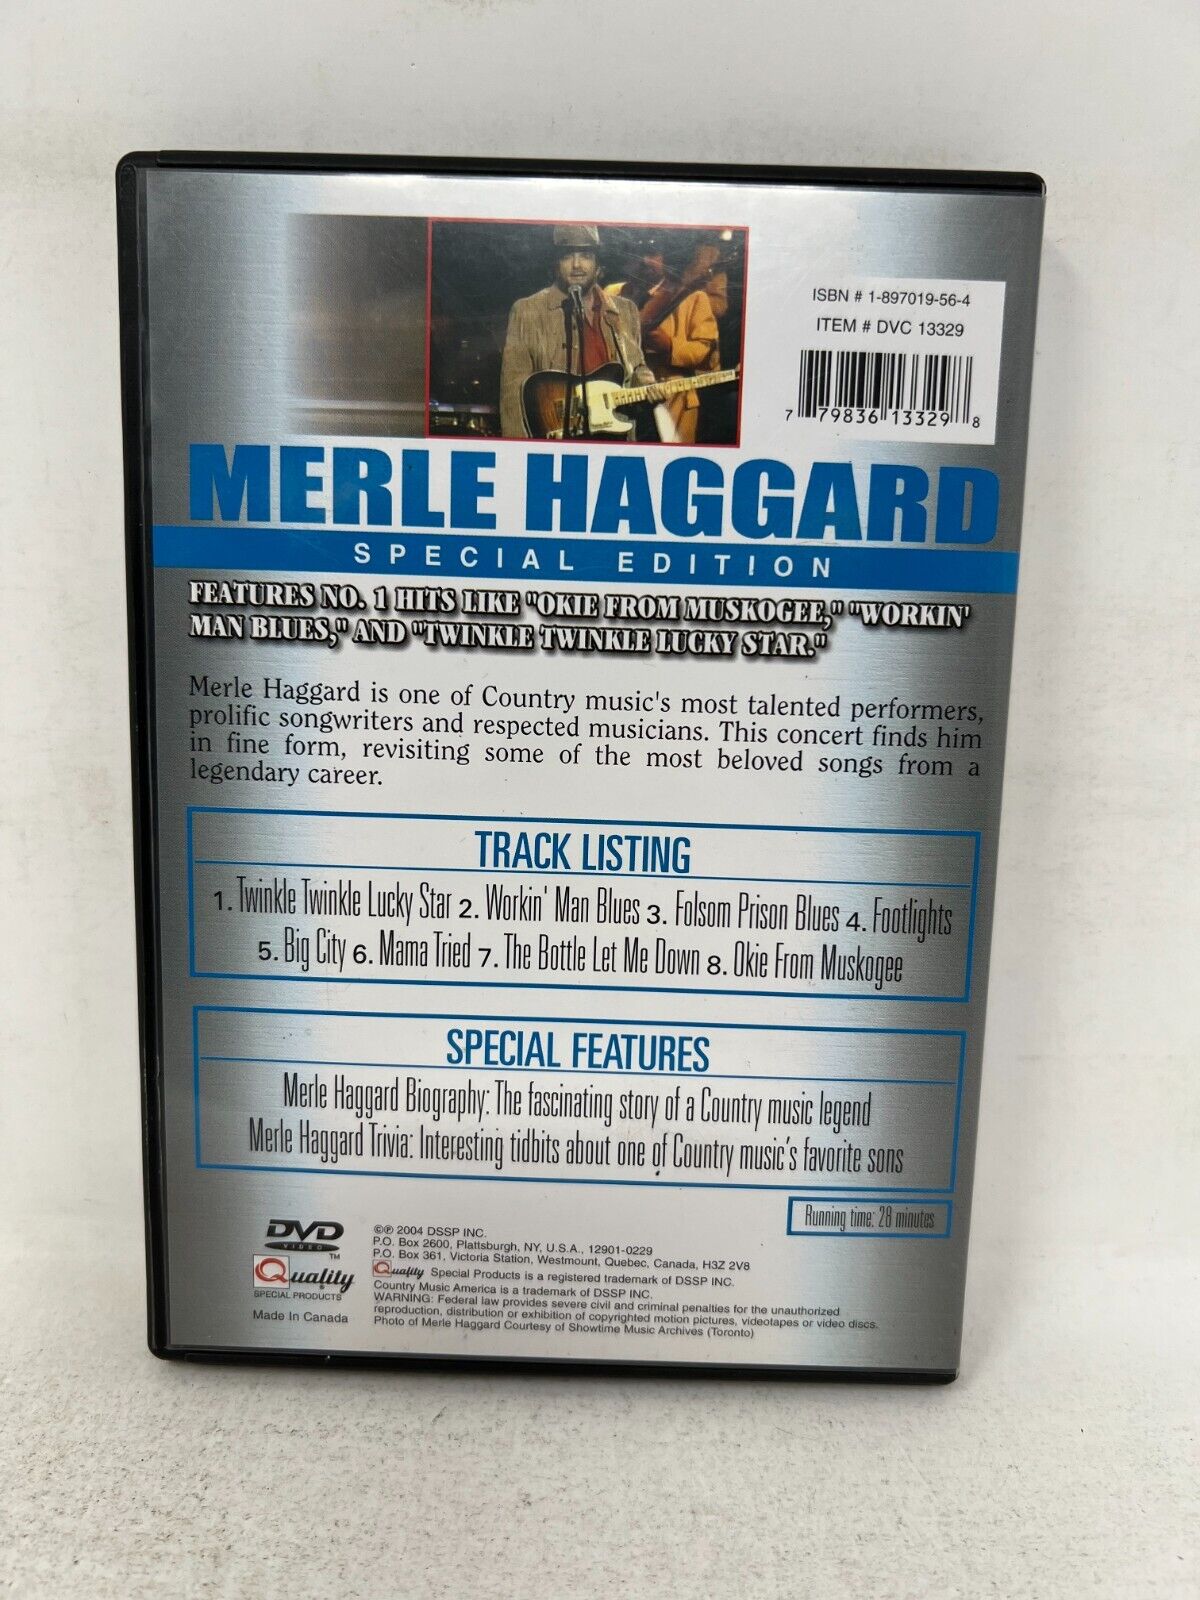 ISBN # 1-897019-56-4
ITEM # DVC 13329
7 79836 13329 8
MERLE HAGGARD
SPECIAL EDITION
FEATURES NO. 1 HITS LIKE "OKIE FROM MUSKOGEE," "WORKIN'
MAN BLUES," AND "TWINKLE TWINKLE LUCKY STAR."
Merle Haggard is one of Country music's most talented performers,
prolific songwriters and respected musicians. This concert finds him
in fine form, revisiting some of the most beloved songs from a
legendary career.
TRACK LISTING
1. Twinkle Twinkle Lucky Star 2. Workin' Man Blues 3. Folsom Prison Blues 4. Footlights
5. Big City 6. Mama Tried 7. The Bottle Let Me Down 8. Okie From Muskogee
SPECIAL FEATURES
Merle Haggard Biography: The fascinating story of a Country music legend
Merle Haggard Trivia: Interesting tidbits about one of Country music's favorite sons
Running time: 28 minutes
DVD
VIDEO
TM
Quality
SPECIAL PRODUCTS
Made In Canada
©℗ 2004 DSSP INC.
P.O. Box 2600, Plattsburgh, NY, U.S.A., 12901-0229
P.O. Box 361, Victoria Station, Westmount, Quebec, Canada, H3Z 2V8
Quality Special Products is a registered trademark of DSSP INC.
Country Music America is a trademark of DSSP INC.
WARNING: Federal law provides severe civil and criminal penalties for the unauthorized
reproduction, distribution or exhibition of copyrighted motion pictures, videotapes or video discs.
Photo of Merle Haggard Courtesy of Showtime Music Archives (Toronto)